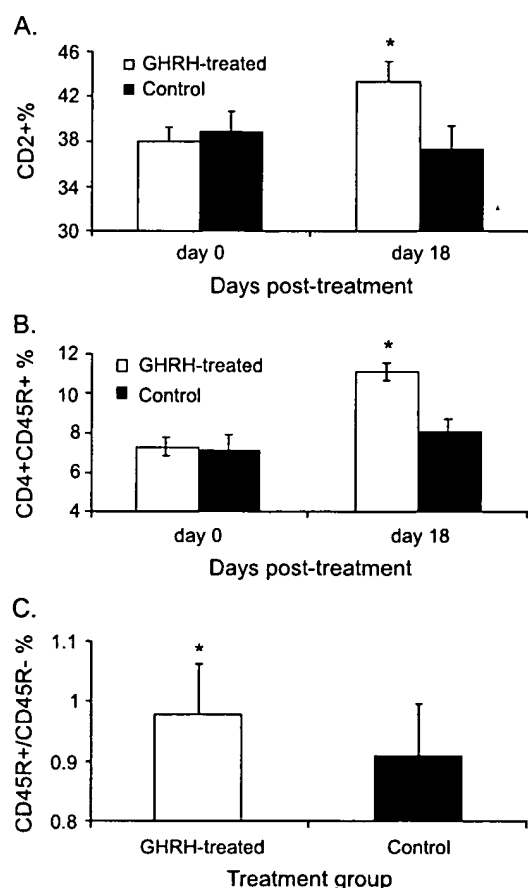 A.
CD2+%
46
42
38
34
30
GHRH-treated
Control
*
day 0
day 18
Days post-treatment
B.
CD4+CD45R+ %
12
10
8
6
4
GHRH-treated
Control
*
day 0
day 18
Days post-treatment
C.
CD45R+/CD45R- %
1.1
1
0.9
0.8
*
GHRH-treated
Control
Treatment group